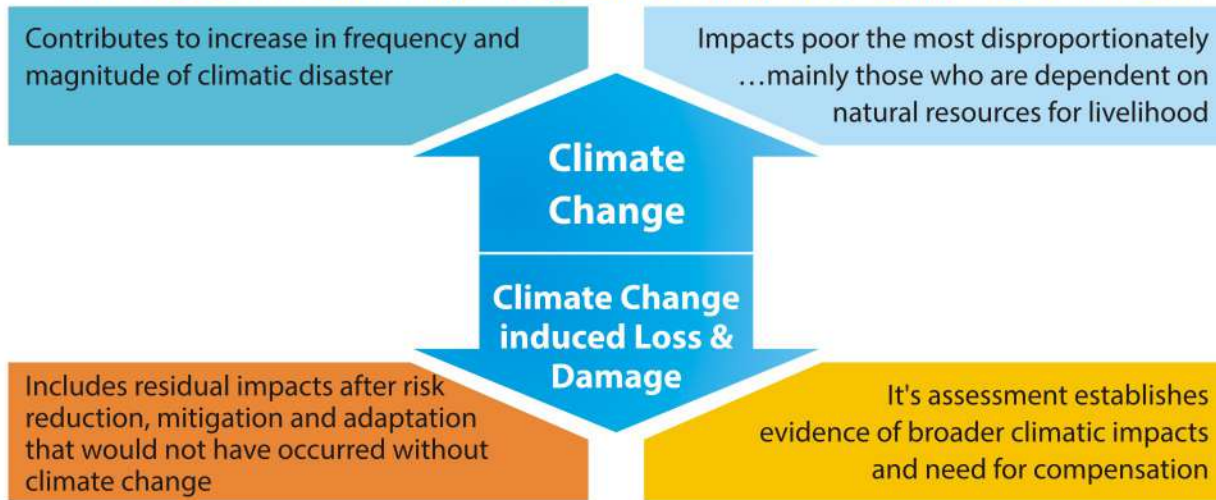 Contributes to increase in frequency and
magnitude of climatic disaster
Impacts poor the most disproportionately
…mainly those who are dependent on
natural resources for livelihood
Climate
Change
Climate Change
induced Loss &
Damage
Includes residual impacts after risk
reduction, mitigation and adaptation
that would not have occurred without
climate change
It's assessment establishes
evidence of broader climatic impacts
and need for compensation